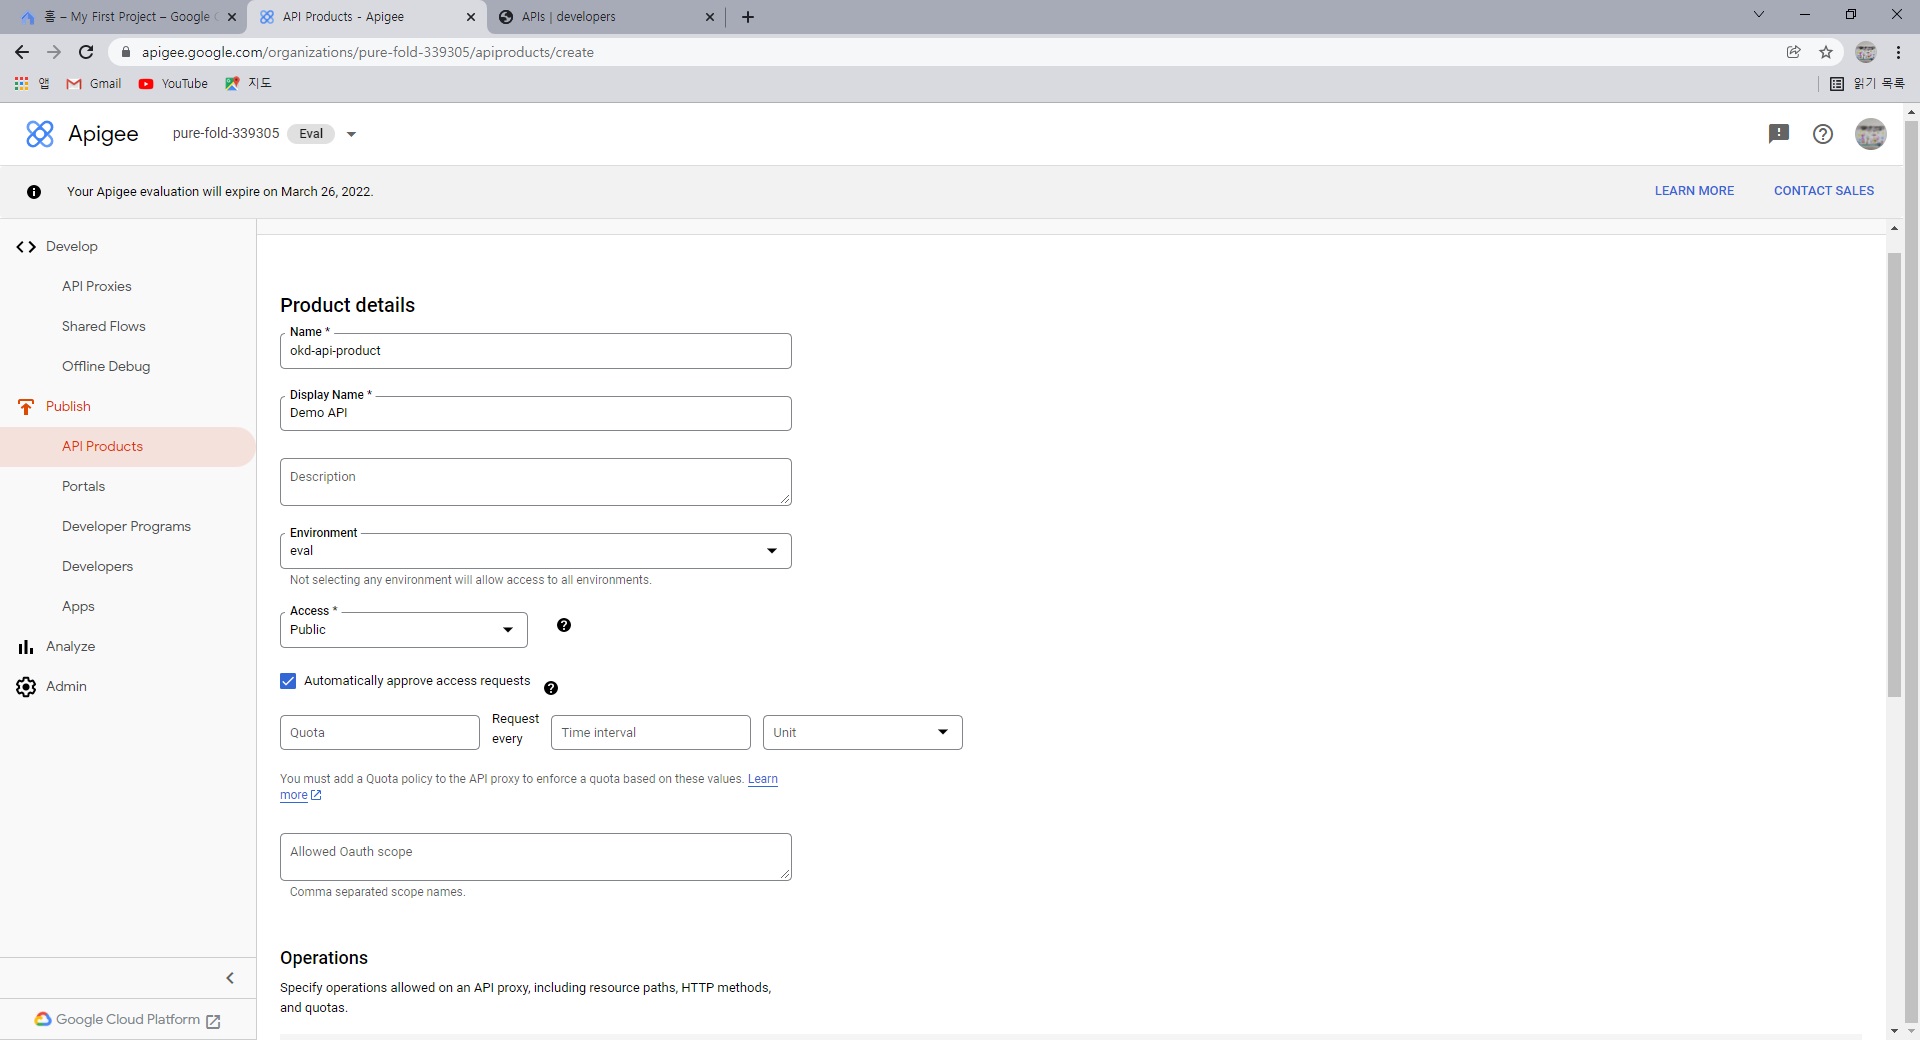 홈 – My First Project – Google C
API Products - Apigee
APIs | developers
apigee.google.com/organizations/pure-fold-339305/apiproducts/create
앱
Gmail
YouTube
지도
읽기 목록
Apigee
pure-fold-339305
Eval
Your Apigee evaluation will expire on March 26, 2022.
LEARN MORE
CONTACT SALES
Develop
API Proxies
Shared Flows
Offline Debug
Publish
API Products
Portals
Developer Programs
Developers
Apps
Analyze
Admin
Google Cloud Platform
Product details
Name *
okd-api-product
Display Name *
Demo API
Description
Environment
eval
Not selecting any environment will allow access to all environments.
Access *
Public
Automatically approve access requests
Quota
Request
every
Time interval
Unit
You must add a Quota policy to the API proxy to enforce a quota based on these values. Learn
more
Allowed Oauth scope
Comma separated scope names.
Operations
Specify operations allowed on an API proxy, including resource paths, HTTP methods,
and quotas.